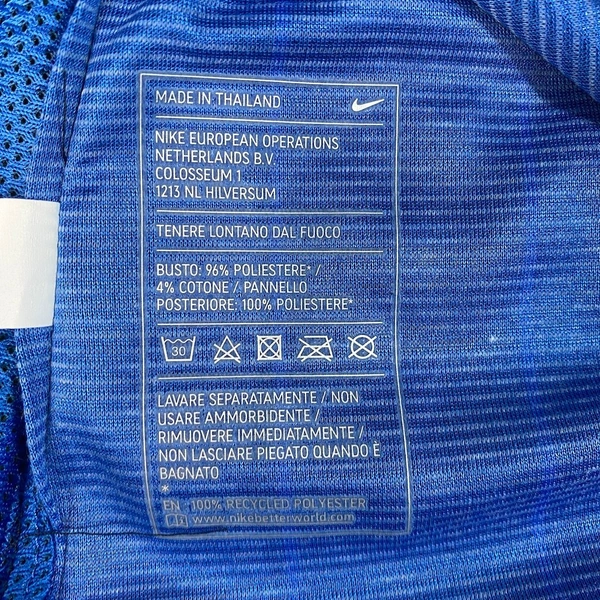 MADE IN THAILAND
NIKE EUROPEAN OPERATIONS
NETHERLANDS B.V.
COLOSSEUM 1
1213 NL HILVERSUM
TENERE LONTANO DAL FUOCO
BUSTO: 96% POLIESTERE* /
4% COTONE / PANNELLO
POSTERIORE: 100% POLIESTERE*
30
LAVARE SEPARATAMENTE / NON
USARE AMMORBIDENTE /
RIMUOVERE IMMEDIATAMENTE /
NON LASCIARE PIEGATO QUANDO È
BAGNATO
*
EN - 100% RECYCLED POLYESTER
www.nikebetterworld.com